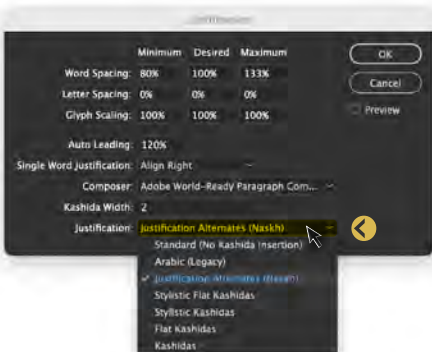 Justification
Minimum Desired Maximum
Word Spacing: 80% 100% 133%
Letter Spacing: 0% 0% 0%
Glyph Scaling: 100% 100% 100%
Auto Leading: 120%
Single Word Justification: Align Right
Composer: Adobe World-Ready Paragraph Com...
Kashida Width: 2
Justification: Justification Alternates (Naskh)
Standard (No Kashida Insertion)
Arabic (Legacy)
Justification Alternates (Naskh)
Stylistic Flat Kashidas
Stylistic Kashidas
Flat Kashidas
Kashidas
OK
Cancel
Preview